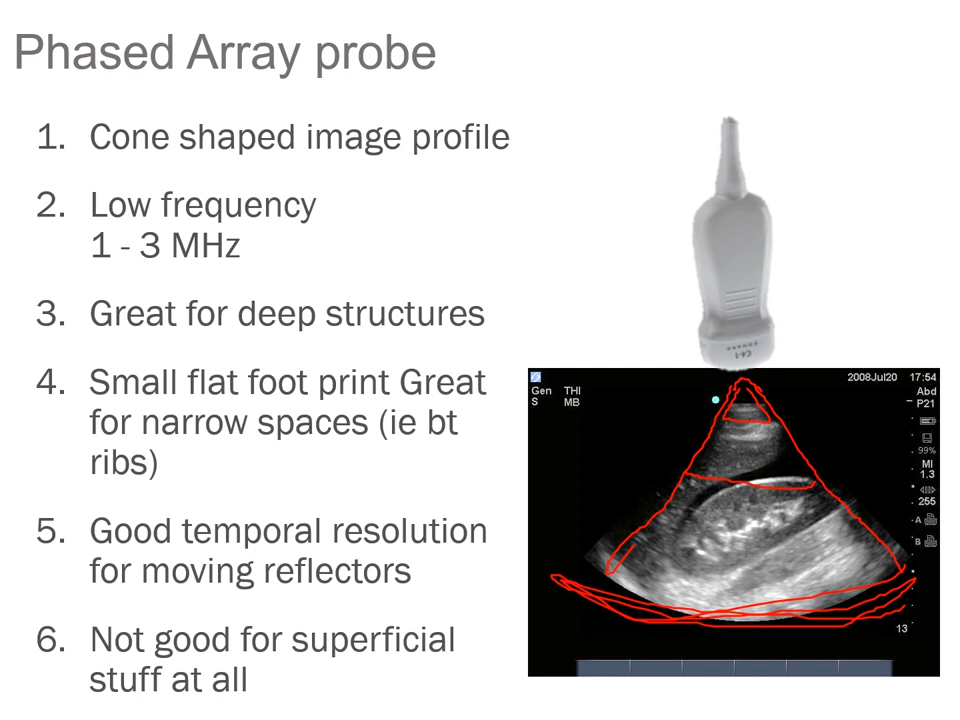 Phased Array probe
1. Cone shaped image profile
2. Low frequency
1 - 3 MHz
3. Great for deep structures
4. Small flat foot print Great
for narrow spaces (ie bt
ribs)
5. Good temporal resolution
for moving reflectors
6. Not good for superficial
stuff at all
C4-1
2008Jul20 17:54
Gen THI
S MB
Abd
P21
99%
MI
1.3
255
A
B
13